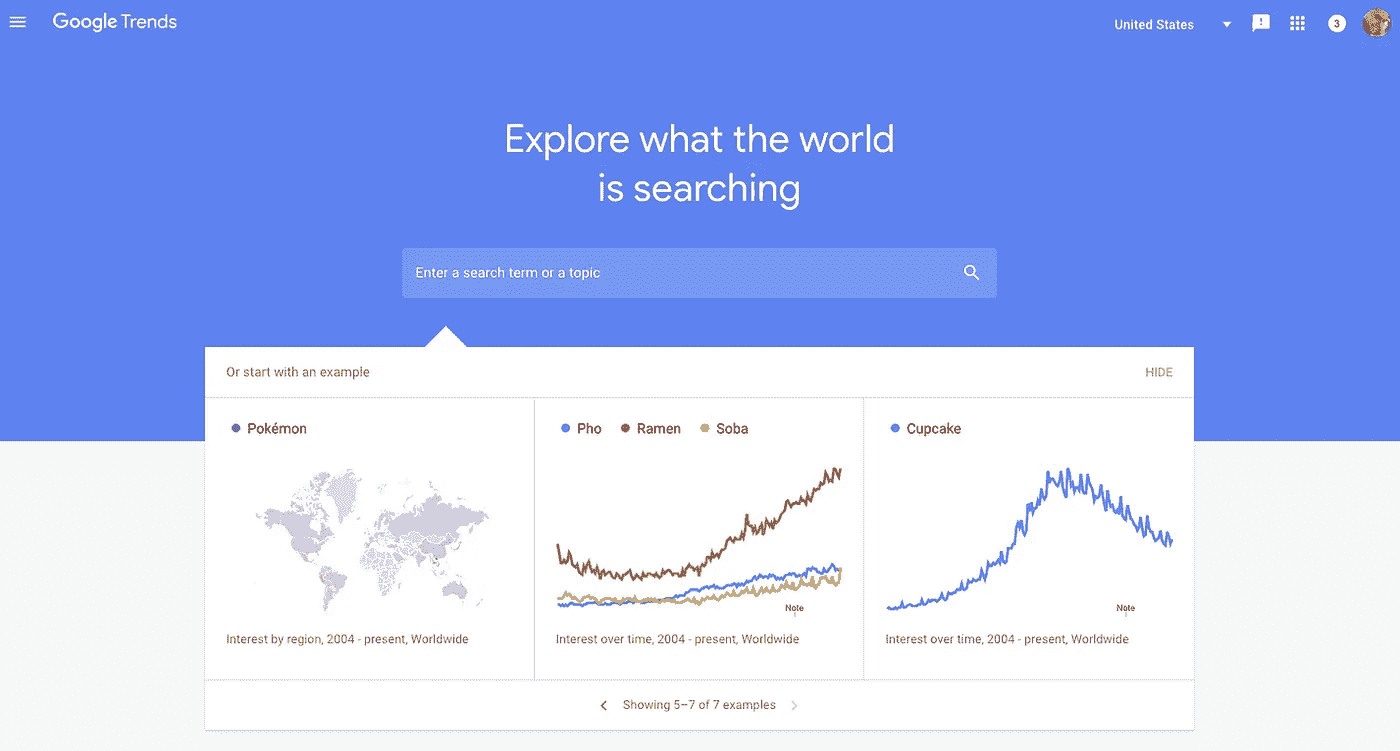 Google Trends
United States
3
Explore what the world
is searching
Enter a search term or a topic
Or start with an example
HIDE
Pokémon
Pho Ramen Soba
Cupcake
Note
Note
Interest by region, 2004 - present, Worldwide
Interest over time, 2004 - present, Worldwide
Interest over time, 2004 - present, Worldwide
Showing 5–7 of 7 examples